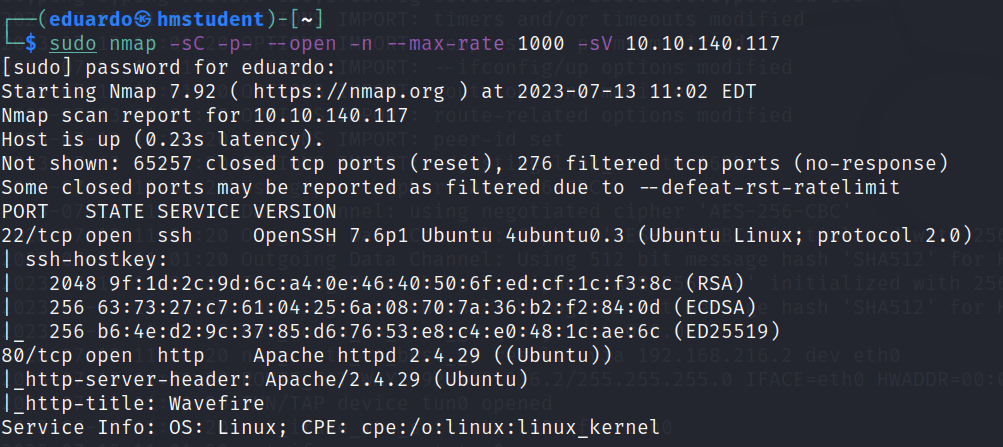 (eduardo㉿hmstudent)-[~]
$ sudo nmap -sC -p- --open -n --max-rate 1000 -sV 10.10.140.117
[sudo] password for eduardo:
Starting Nmap 7.92 ( https://nmap.org ) at 2023-07-13 11:02 EDT
Nmap scan report for 10.10.140.117
Host is up (0.23s latency).
Not shown: 65257 closed tcp ports (reset), 276 filtered tcp ports (no-response)
Some closed ports may be reported as filtered due to --defeat-rst-ratelimit
PORT   STATE SERVICE VERSION
22/tcp open  ssh     OpenSSH 7.6p1 Ubuntu 4ubuntu0.3 (Ubuntu Linux; protocol 2.0)
| ssh-hostkey:
|   2048 9f:1d:2c:9d:6c:a4:0e:46:40:50:6f:ed:cf:1c:f3:8c (RSA)
|   256 63:73:27:c7:61:04:25:6a:08:70:7a:36:b2:f2:84:0d (ECDSA)
|_  256 b6:4e:d2:9c:37:85:d6:76:53:e8:c4:e0:48:1c:ae:6c (ED25519)
80/tcp open  http    Apache httpd 2.4.29 ((Ubuntu))
|_http-server-header: Apache/2.4.29 (Ubuntu)
|_http-title: Wavefire
Service Info: OS: Linux; CPE: cpe:/o:linux:linux_kernel